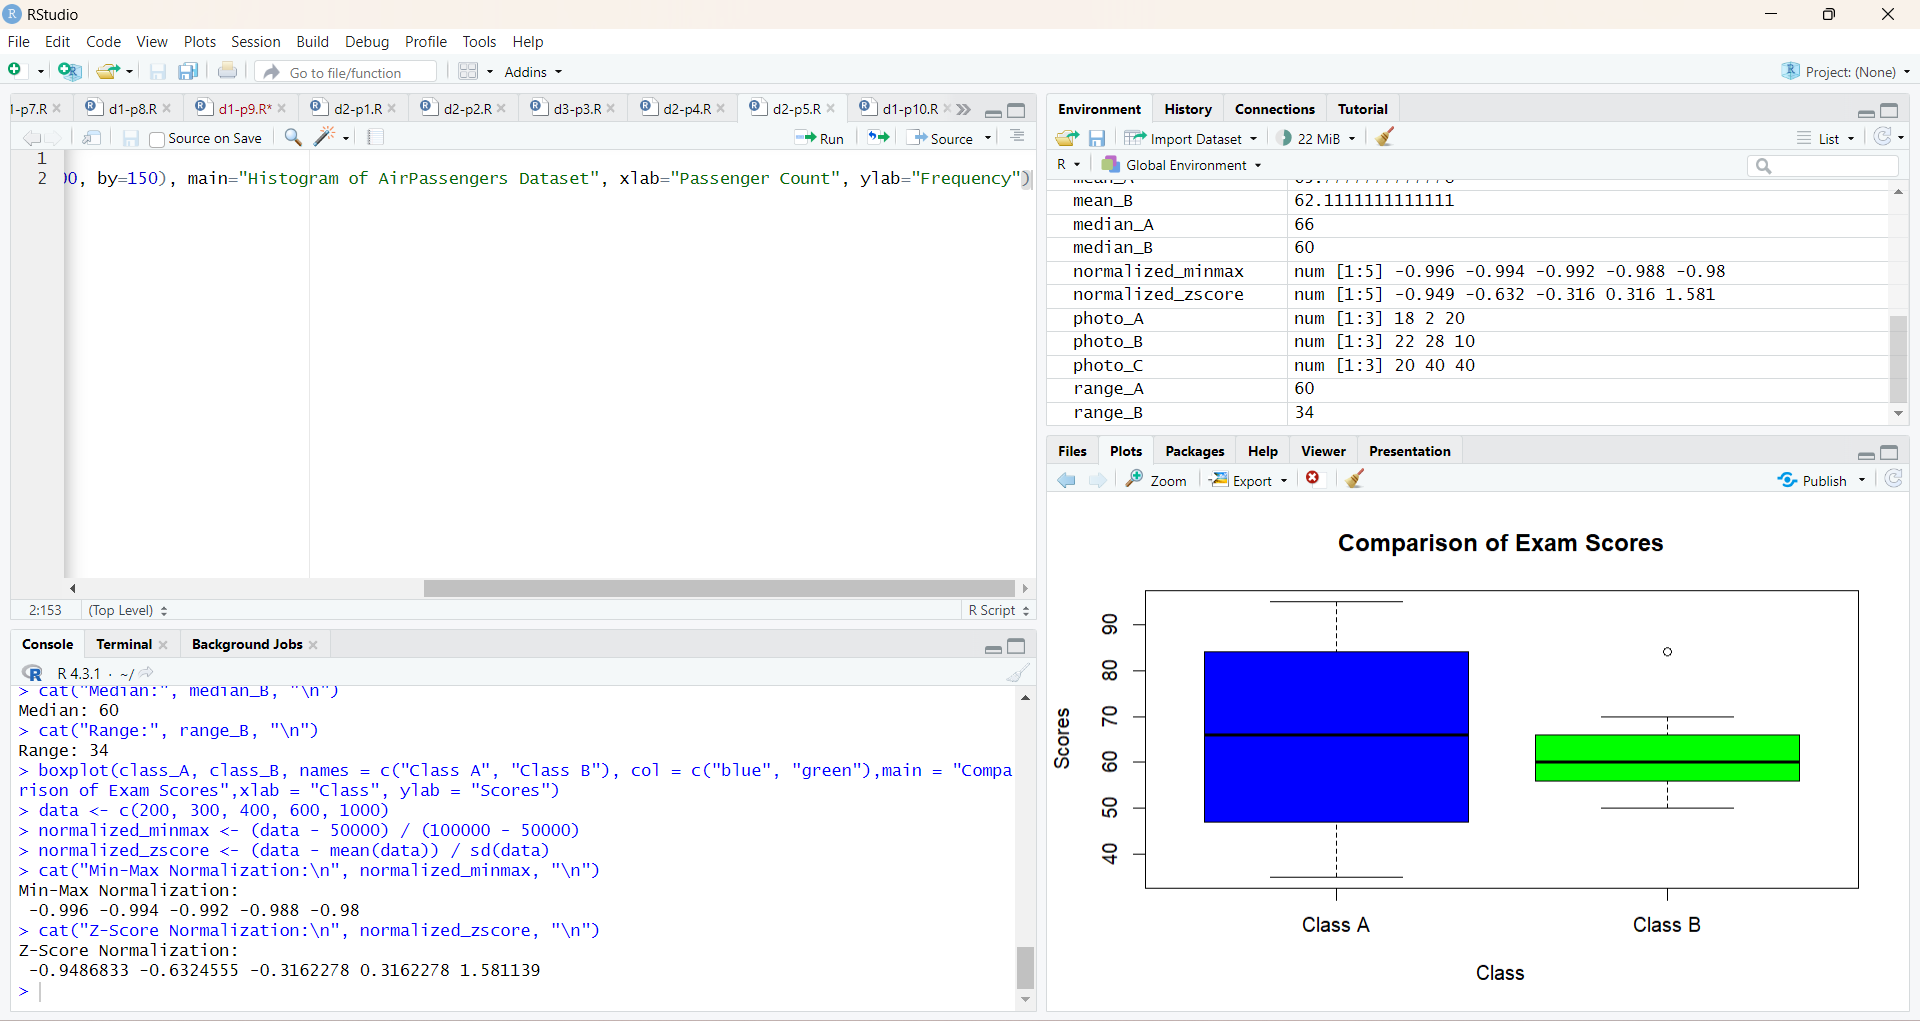 RStudio
File Edit Code View Plots Session Build Debug Profile Tools Help
Go to file/function Addins Project: (None)
1-p7.R d1-p8.R d1-p9.R* d2-p1.R d2-p2.R d3-p3.R d2-p4.R d2-p5.R d1-p10.R
Source on Save Run Source
1
2 00, by=150), main="Histogram of AirPassengers Dataset", xlab="Passenger Count", ylab="Frequency")
2:153 (Top Level) R Script
Console Terminal Background Jobs
R 4.3.1 · ~/
> cat("Median:", median_B, "\n")
Median: 60
> cat("Range:", range_B, "\n")
Range: 34
> boxplot(class_A, class_B, names = c("Class A", "Class B"), col = c("blue", "green"),main = "Compa
rison of Exam Scores",xlab = "Class", ylab = "Scores")
> data <- c(200, 300, 400, 600, 1000)
> normalized_minmax <- (data - 50000) / (100000 - 50000)
> normalized_zscore <- (data - mean(data)) / sd(data)
> cat("Min-Max Normalization:\n", normalized_minmax, "\n")
Min-Max Normalization:
-0.996 -0.994 -0.992 -0.988 -0.98
> cat("Z-Score Normalization:\n", normalized_zscore, "\n")
Z-Score Normalization:
-0.9486833 -0.6324555 -0.3162278 0.3162278 1.581139
>
Environment History Connections Tutorial
Import Dataset 22 MiB List
R Global Environment
mean_B 62.1111111111111
median_A 66
median_B 60
normalized_minmax num [1:5] -0.996 -0.994 -0.992 -0.988 -0.98
normalized_zscore num [1:5] -0.949 -0.632 -0.316 0.316 1.581
photo_A num [1:3] 18 2 20
photo_B num [1:3] 22 28 10
photo_C num [1:3] 20 40 40
range_A 60
range_B 34
Files Plots Packages Help Viewer Presentation
Zoom Export Publish
Comparison of Exam Scores
90
80
70
60
50
40
Scores
Class A Class B
Class